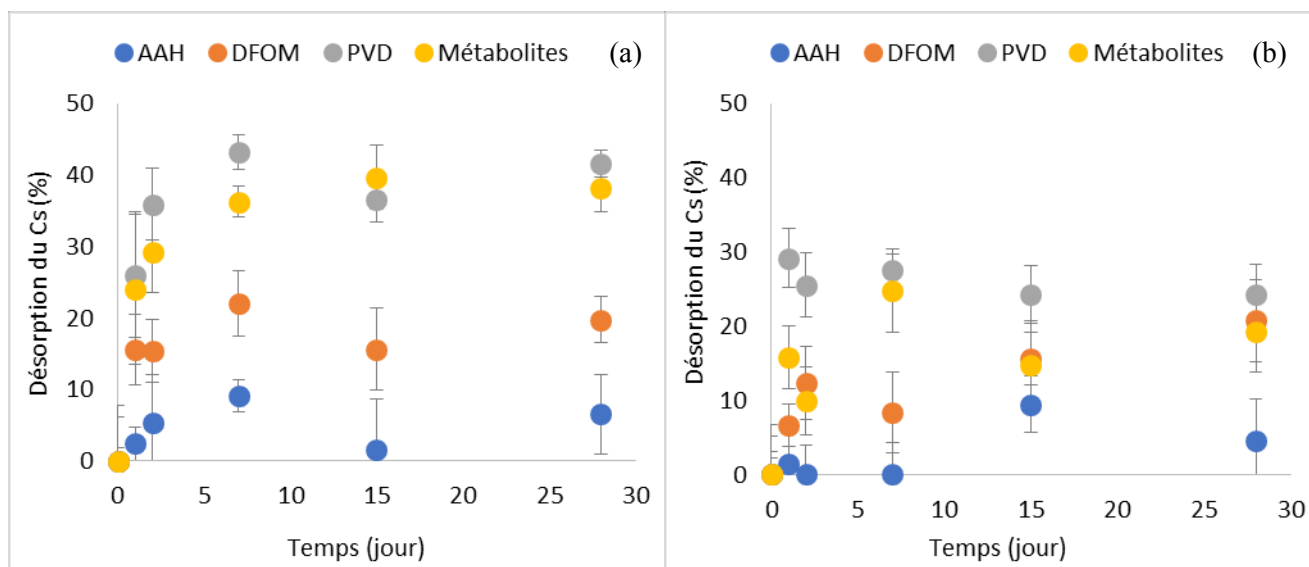 AAH DFOM PVD Métabolites (a)
50
40
30
20
10
0
Désorption du Cs (%)
0 5 10 15 20 25 30
Temps (jour)
AAH DFOM PVD Métabolites (b)
50
40
30
20
10
0
Désorption du Cs (%)
0 5 10 15 20 25 30
Temps (jour)